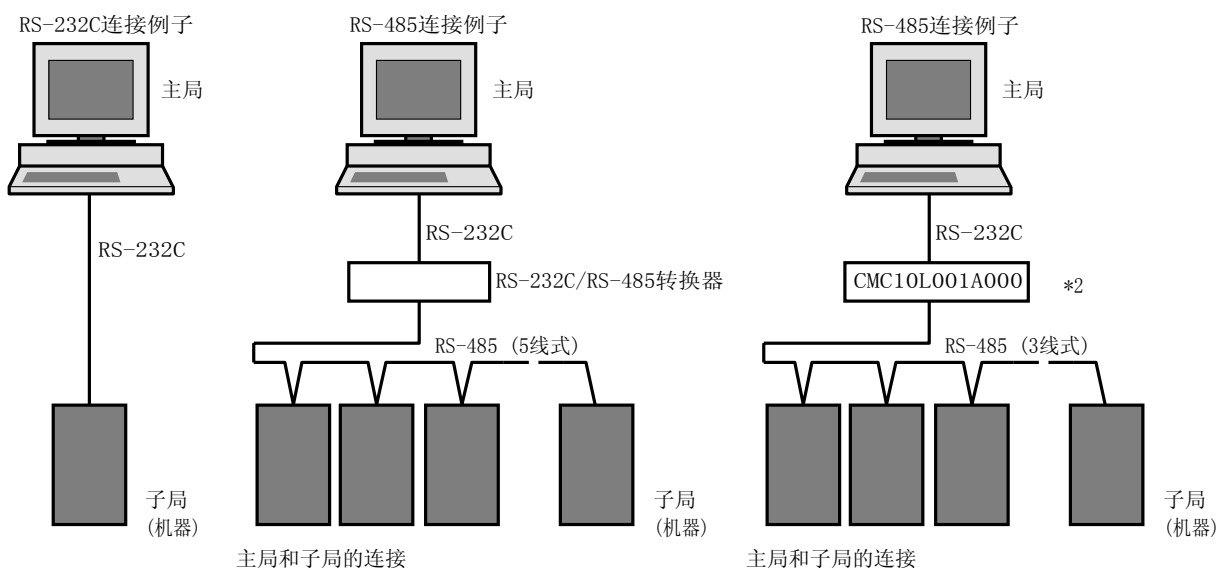 RS-232C连接例子
主局
RS-232C
子局
(机器)
RS-485连接例子
主局
RS-232C
RS-232C/RS-485转换器
RS-485 (5线式)
子局
(机器)
主局和子局的连接
RS-485连接例子
主局
RS-232C
CMC10L001A000
*2
RS-485 (3线式)
子局
(机器)
主局和子局的连接